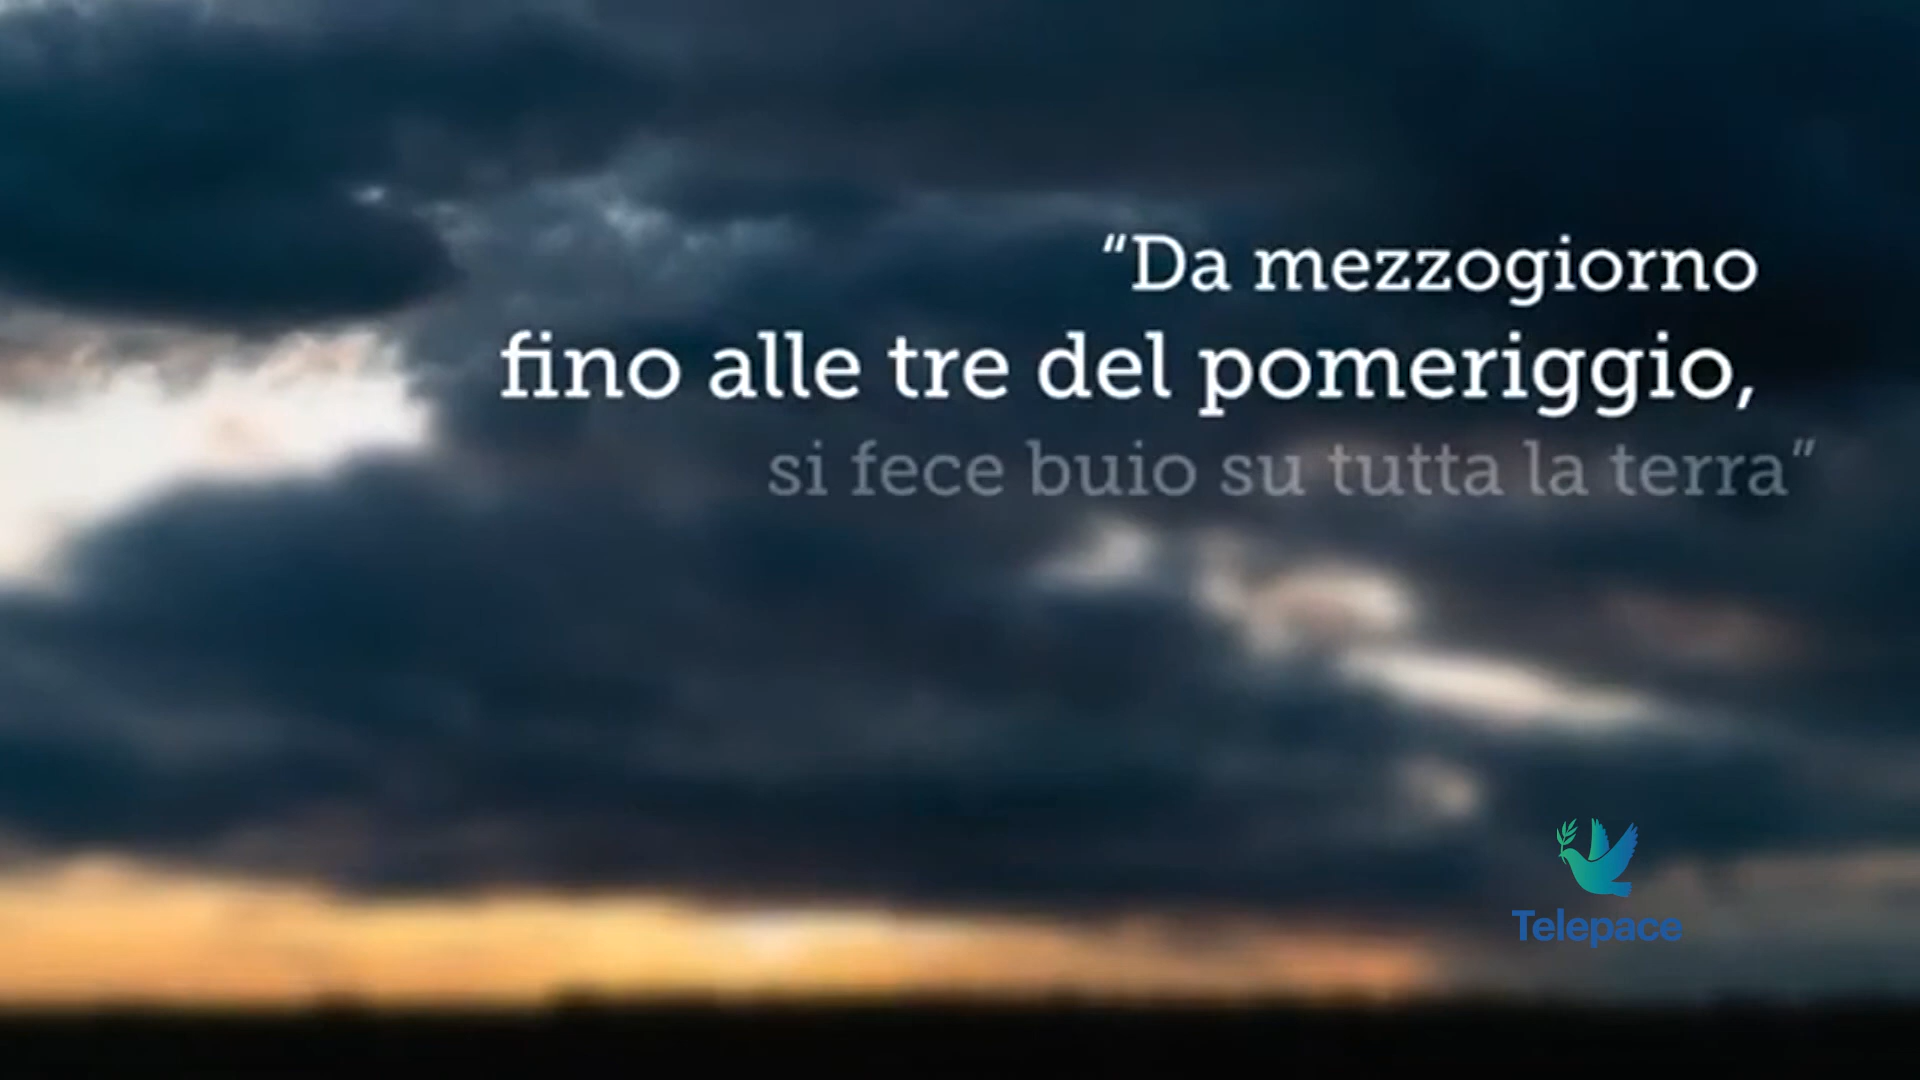 “Da mezzogiorno
fino alle tre del pomeriggio,
si fece buio su tutta la terra”
Telepace